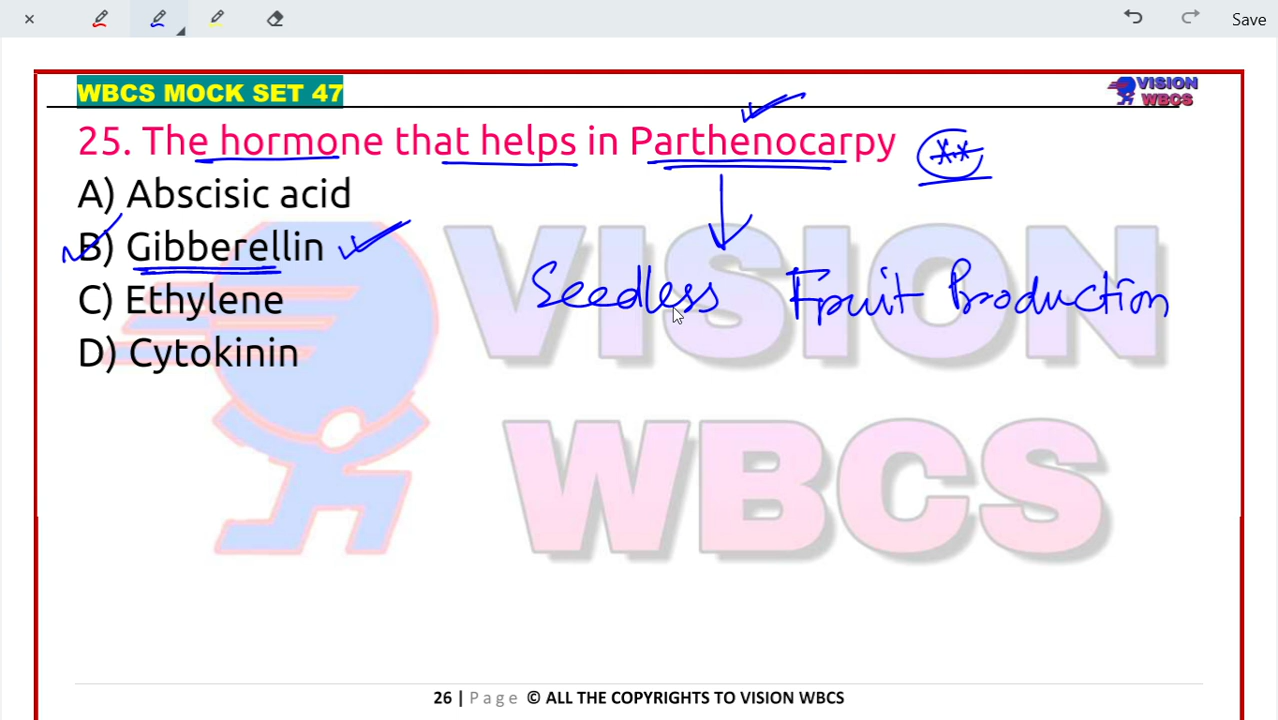 Save
WBCS MOCK SET 47
VISION
WBCS
25. The hormone that helps in Parthenocarpy
A) Abscisic acid
B) Gibberellin
C) Ethylene
D) Cytokinin
Seedless Fruit Production
VISION
WBCS
26 | Page © ALL THE COPYRIGHTS TO VISION WBCS